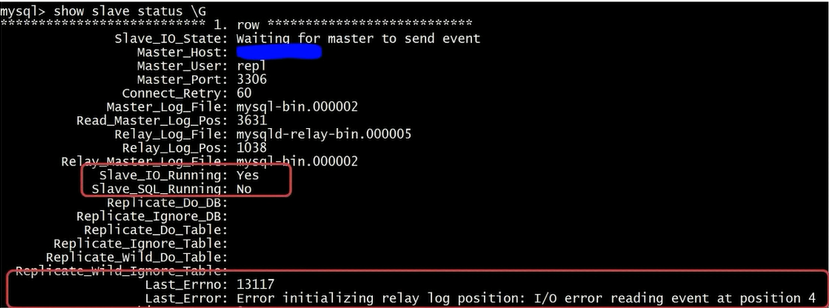 mysql> show slave status \G
*************************** 1. row ***************************
Slave_IO_State: Waiting for master to send event
Master_Host:
Master_User: repl
Master_Port: 3306
Connect_Retry: 60
Master_Log_File: mysql-bin.000002
Read_Master_Log_Pos: 3631
Relay_Log_File: mysqld-relay-bin.000005
Relay_Log_Pos: 1038
Relay_Master_Log_File: mysql-bin.000002
Slave_IO_Running: Yes
Slave_SQL_Running: No
Replicate_Do_DB:
Replicate_Ignore_DB:
Replicate_Do_Table:
Replicate_Ignore_Table:
Replicate_Wild_Do_Table:
Replicate_Wild_Ignore_Table:
Last_Errno: 13117
Last_Error: Error initializing relay log position: I/O error reading event at position 4